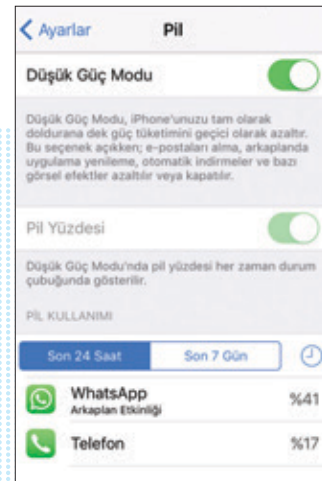 Ayarlar Pil
Düşük Güç Modu
Düşük Güç Modu, iPhone'unuzu tam olarak
doldurana dek güç tüketimini geçici olarak azaltır.
Bu seçenek açıkken; e-postaları alma, arkaplanda
uygulama yenileme, otomatik indirmeler ve bazı
görsel efektler azaltılır veya kapatılır.
Pil Yüzdesi
Düşük Güç Modu'nda pil yüzdesi her zaman durum
çubuğunda gösterilir.
PİL KULLANIMI
Son 24 Saat Son 7 Gün
WhatsApp %41
Arkaplan Etkinliği
Telefon %17